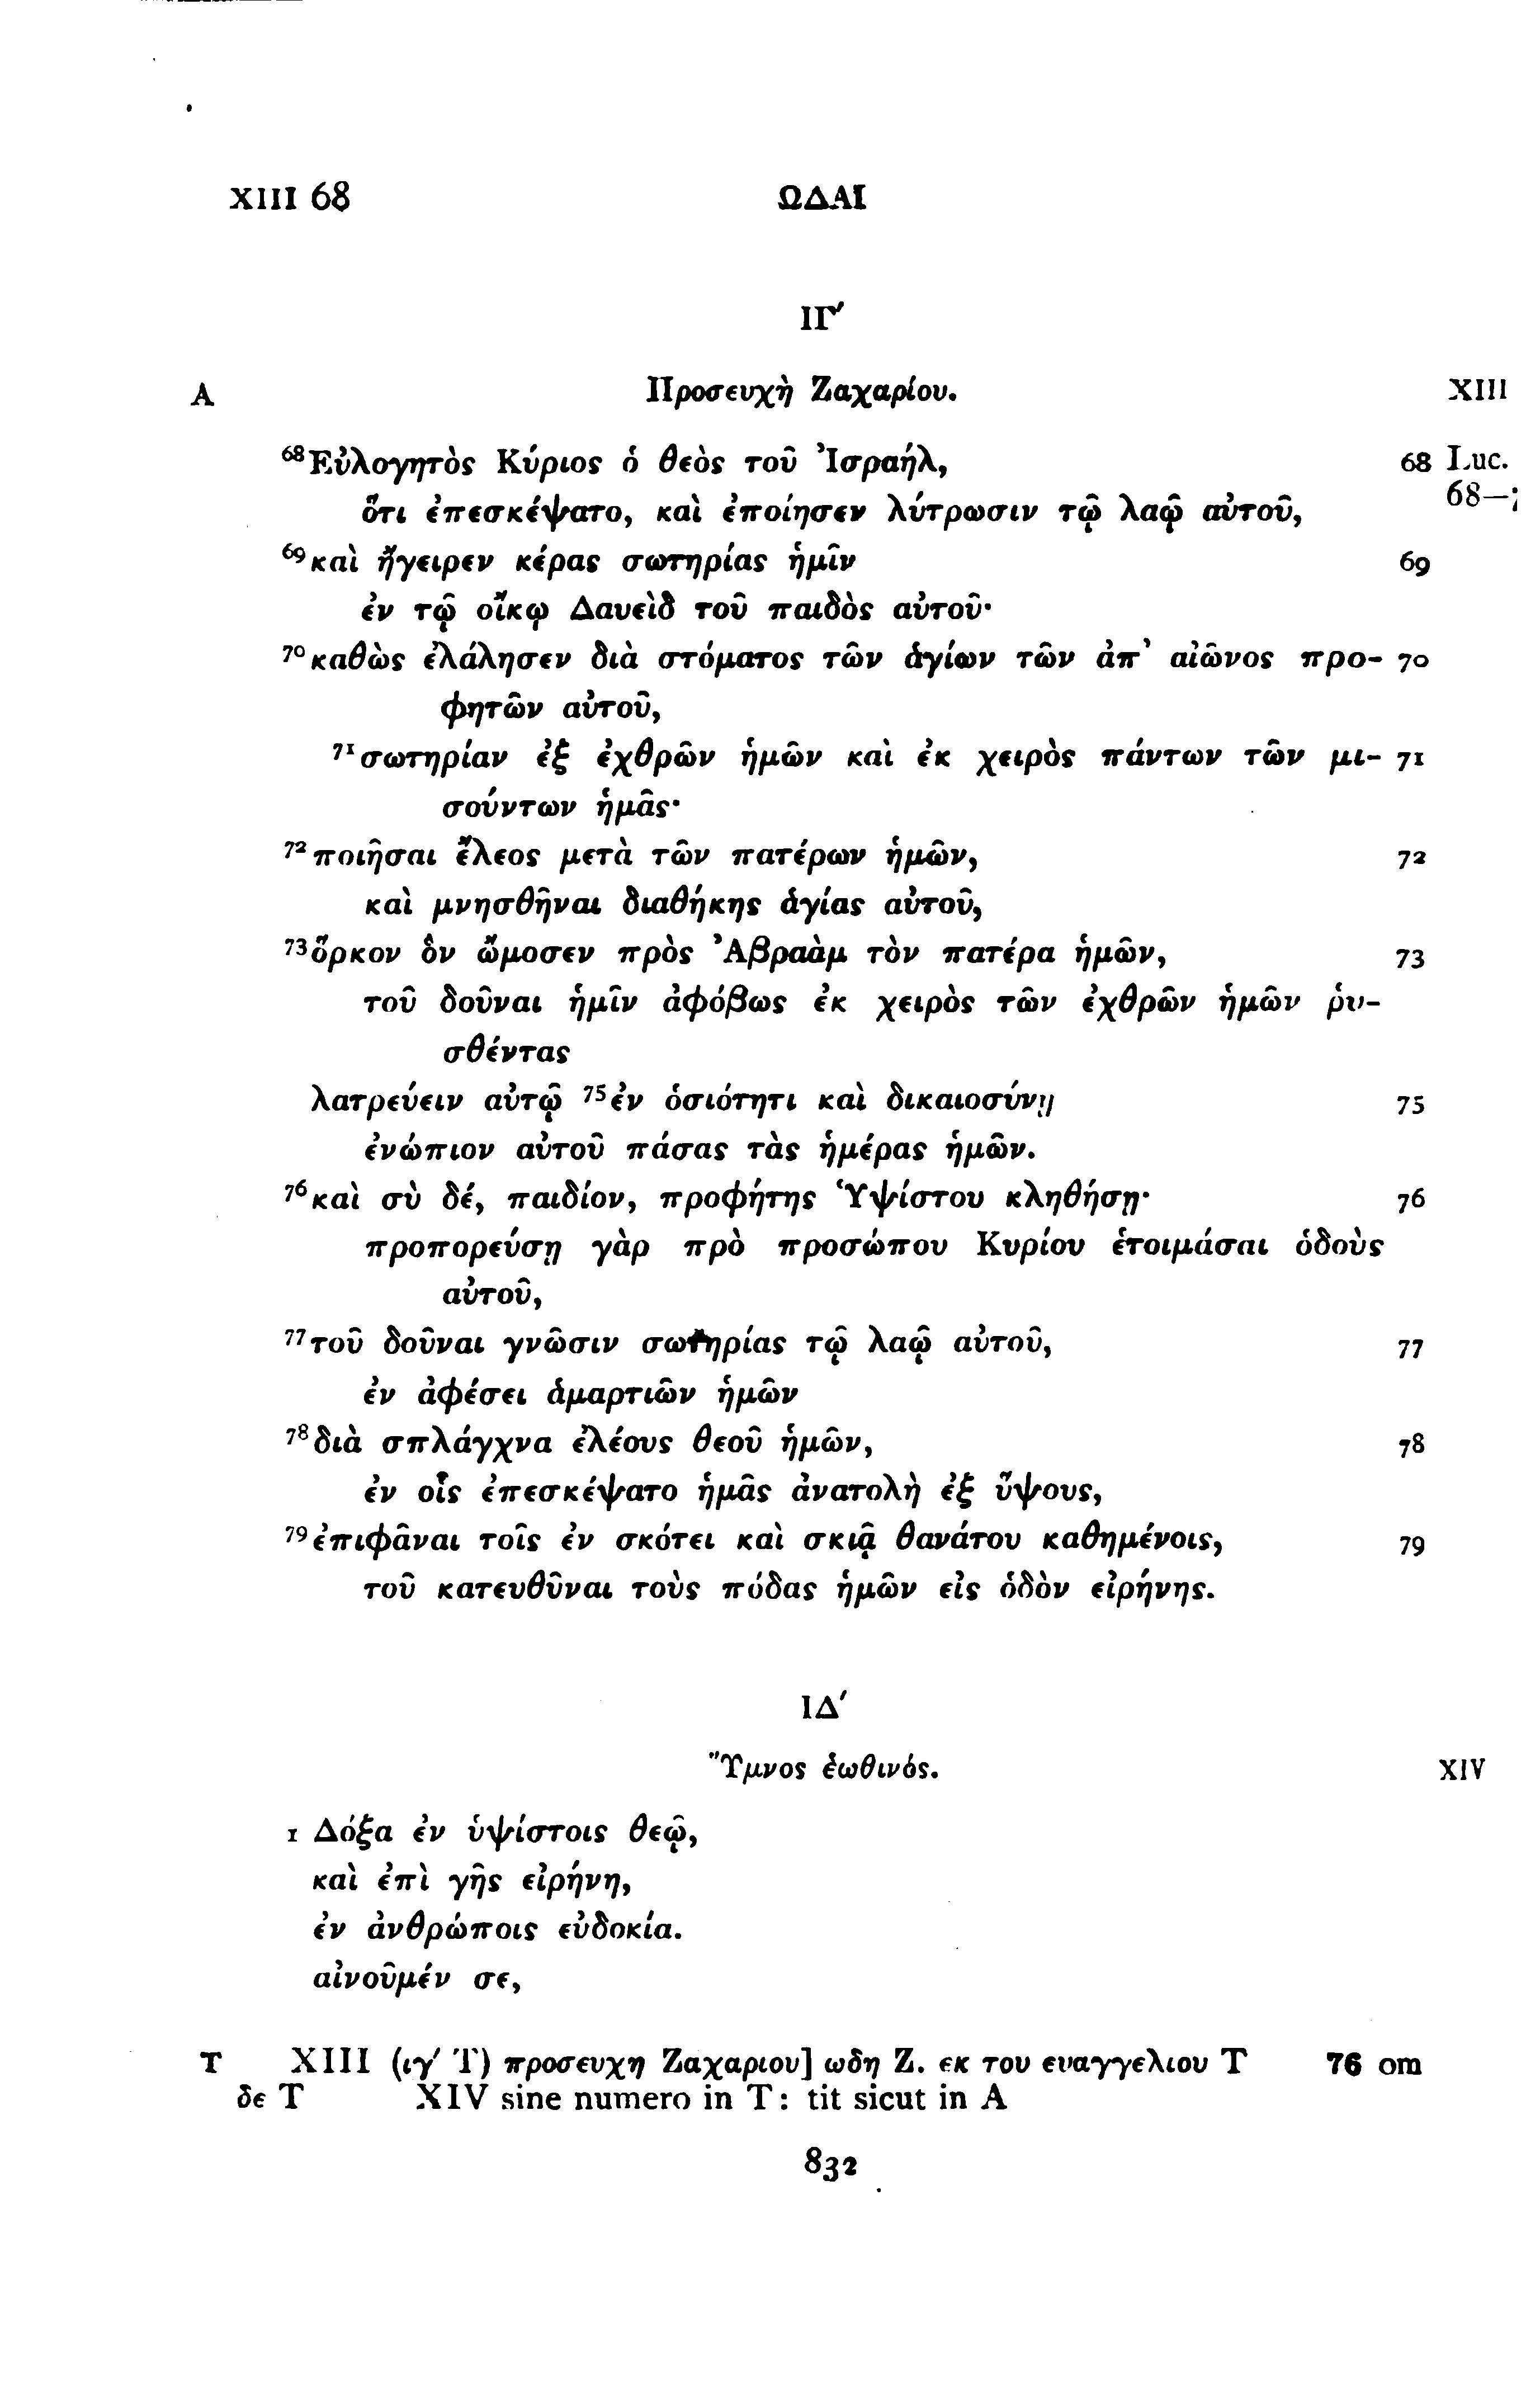 XIII 68 ΩΔΑΙ
ΙΓ´
A Προσευχὴ Ζαχαρίου. XIII
68 Εὐλογητὸς Κύριος ὁ θεὸς τοῦ Ἰσραήλ, 68 Luc.
ὅτι ἐπεσκέψατο, καὶ ἐποίησεν λύτρωσιν τῷ λαῷ αὐτοῦ, 68—
69 καὶ ἤγειρεν κέρας σωτηρίας ἡμῖν 69
ἐν τῷ οἴκῳ Δαυεὶδ τοῦ παιδὸς αὐτοῦ·
70 καθὼς ἐλάλησεν διὰ στόματος τῶν ἁγίων τῶν ἀπ᾽ αἰῶνος προ- 70
φητῶν αὐτοῦ,
71 σωτηρίαν ἐξ ἐχθρῶν ἡμῶν καὶ ἐκ χειρὸς πάντων τῶν μι- 71
σούντων ἡμᾶς·
72 ποιῆσαι ἔλεος μετὰ τῶν πατέρων ἡμῶν, 72
καὶ μνησθῆναι διαθήκης ἁγίας αὐτοῦ,
73 ὅρκον ὃν ὤμοσεν πρὸς Ἀβραὰμ τὸν πατέρα ἡμῶν, 73
τοῦ δοῦναι ἡμῖν ἀφόβως ἐκ χειρὸς τῶν ἐχθρῶν ἡμῶν ῥυ-
σθέντας
λατρεύειν αὐτῷ 75 ἐν ὁσιότητι καὶ δικαιοσύνῃ 75
ἐνώπιον αὐτοῦ πάσας τὰς ἡμέρας ἡμῶν.
76 καὶ σὺ δέ, παιδίον, προφήτης Ὑψίστου κληθήσῃ· 76
προπορεύσῃ γὰρ πρὸ προσώπου Κυρίου ἑτοιμάσαι ὁδοὺς
αὐτοῦ,
77 τοῦ δοῦναι γνῶσιν σωτηρίας τῷ λαῷ αὐτοῦ, 77
ἐν ἀφέσει ἁμαρτιῶν ἡμῶν
78 διὰ σπλάγχνα ἐλέους θεοῦ ἡμῶν, 78
ἐν οἷς ἐπεσκέψατο ἡμᾶς ἀνατολὴ ἐξ ὕψους,
79 ἐπιφᾶναι τοῖς ἐν σκότει καὶ σκιᾷ θανάτου καθημένοις, 79
τοῦ κατευθῦναι τοὺς πόδας ἡμῶν εἰς ὁδὸν εἰρήνης.
ΙΔ´
Ὕμνος ἑωθινός. XIV
1 Δόξα ἐν ὑψίστοις θεῷ,
καὶ ἐπὶ γῆς εἰρήνη,
ἐν ἀνθρώποις εὐδοκία.
αἰνοῦμέν σε,
T XIII (ιγ´ T) προσευχη Ζαχαριου] ωδη Ζ. εκ του ευαγγελιου T 76 om
δε T XIV sine numero in T: tit sicut in A
832